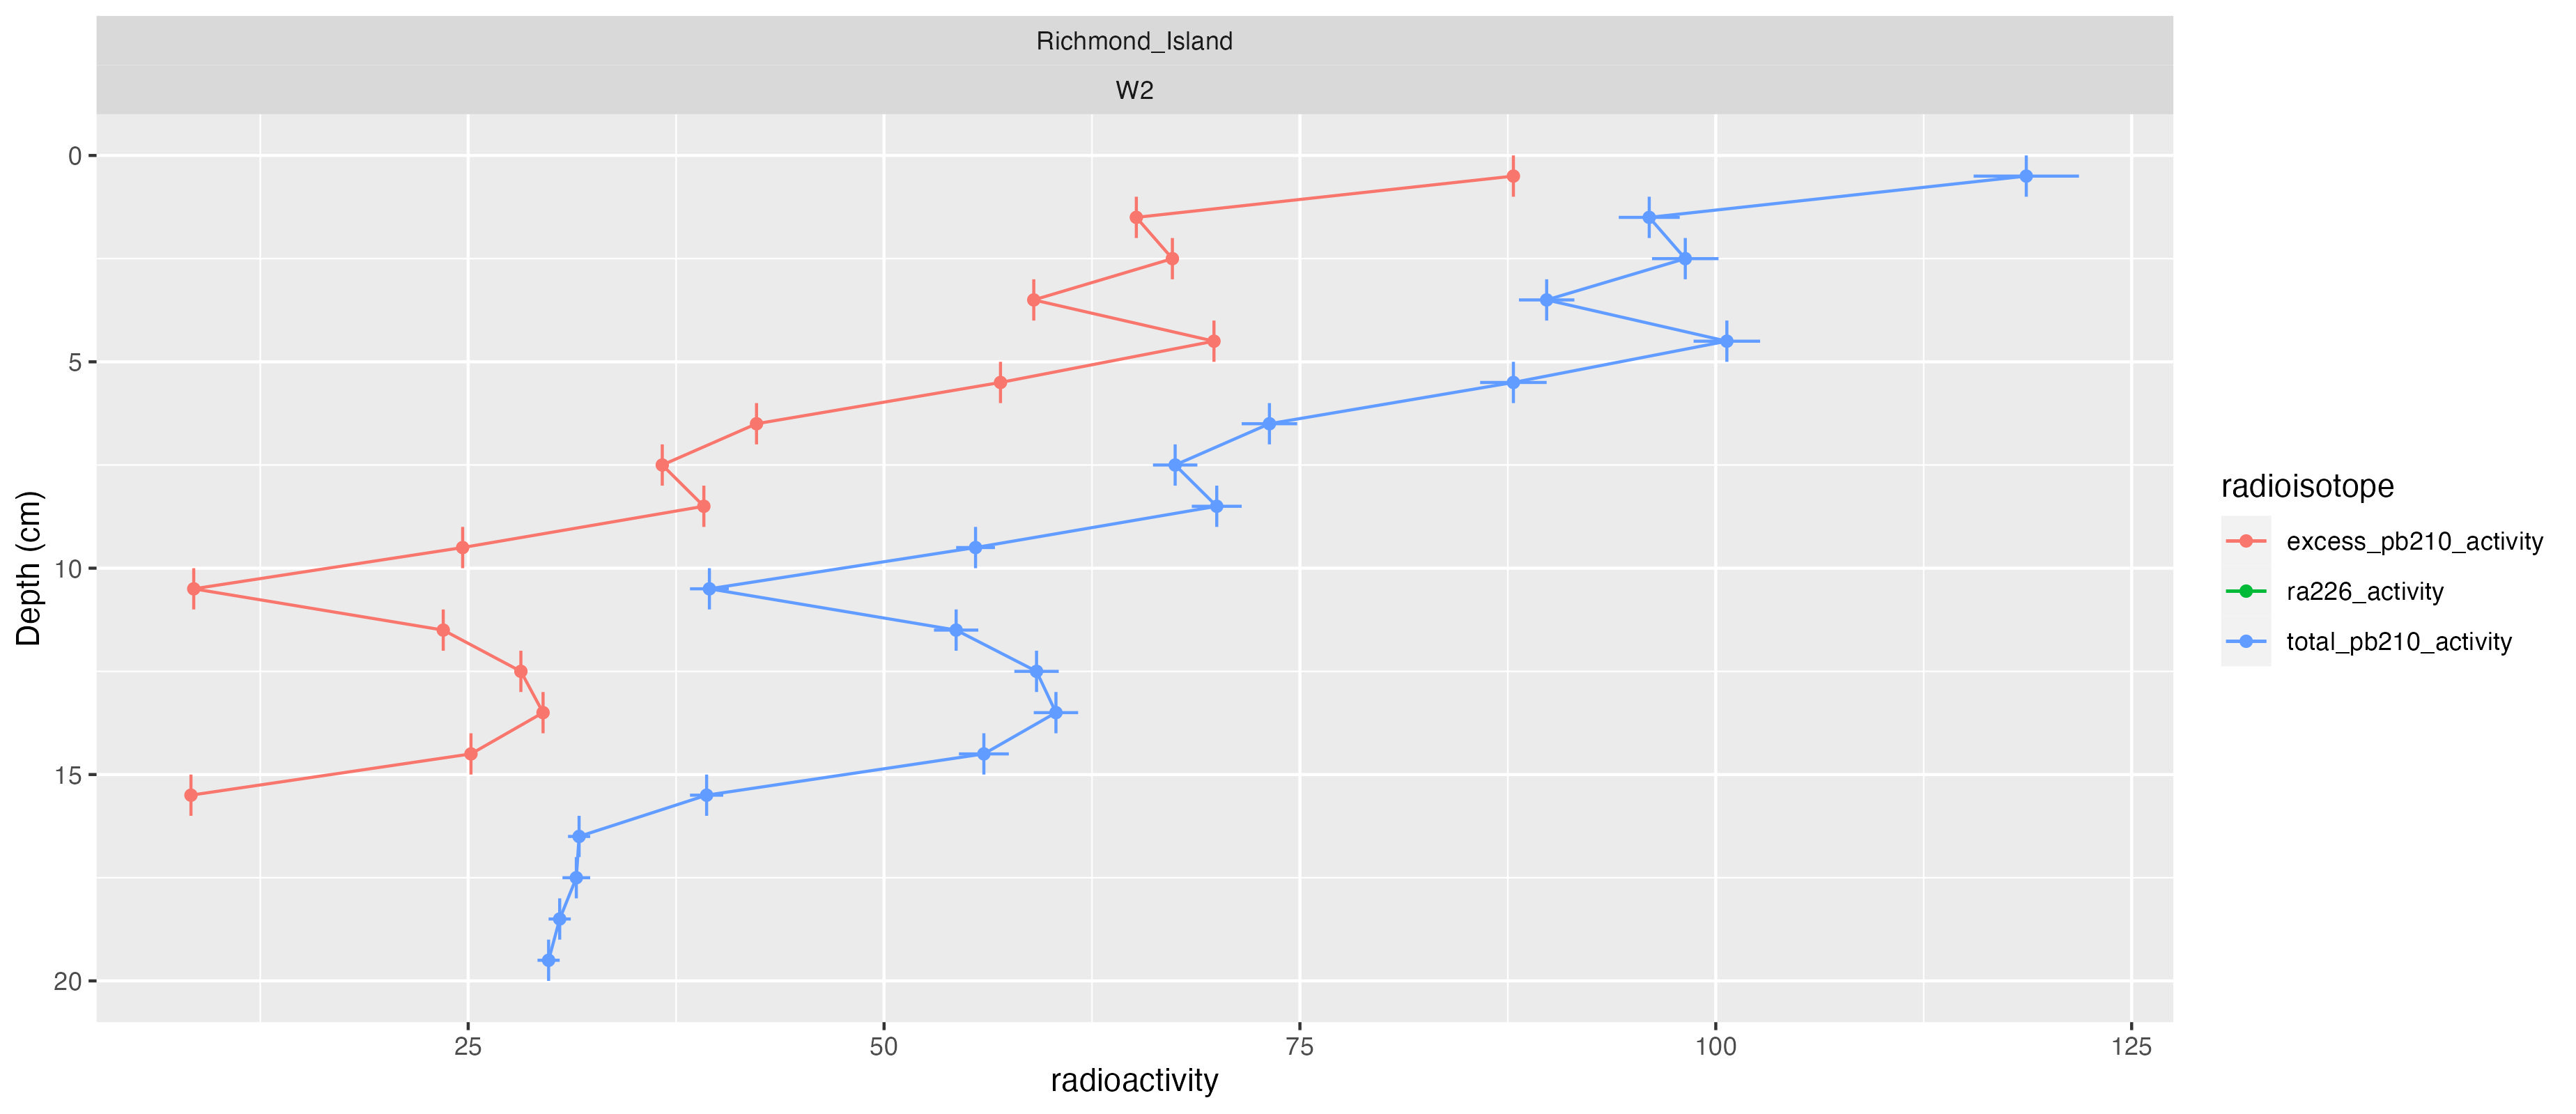 Richmond_Island
W2
0
5
10
15
20
Depth (cm)
25
50
75
100
125
radioactivity
radioisotope
excess_pb210_activity
ra226_activity
total_pb210_activity